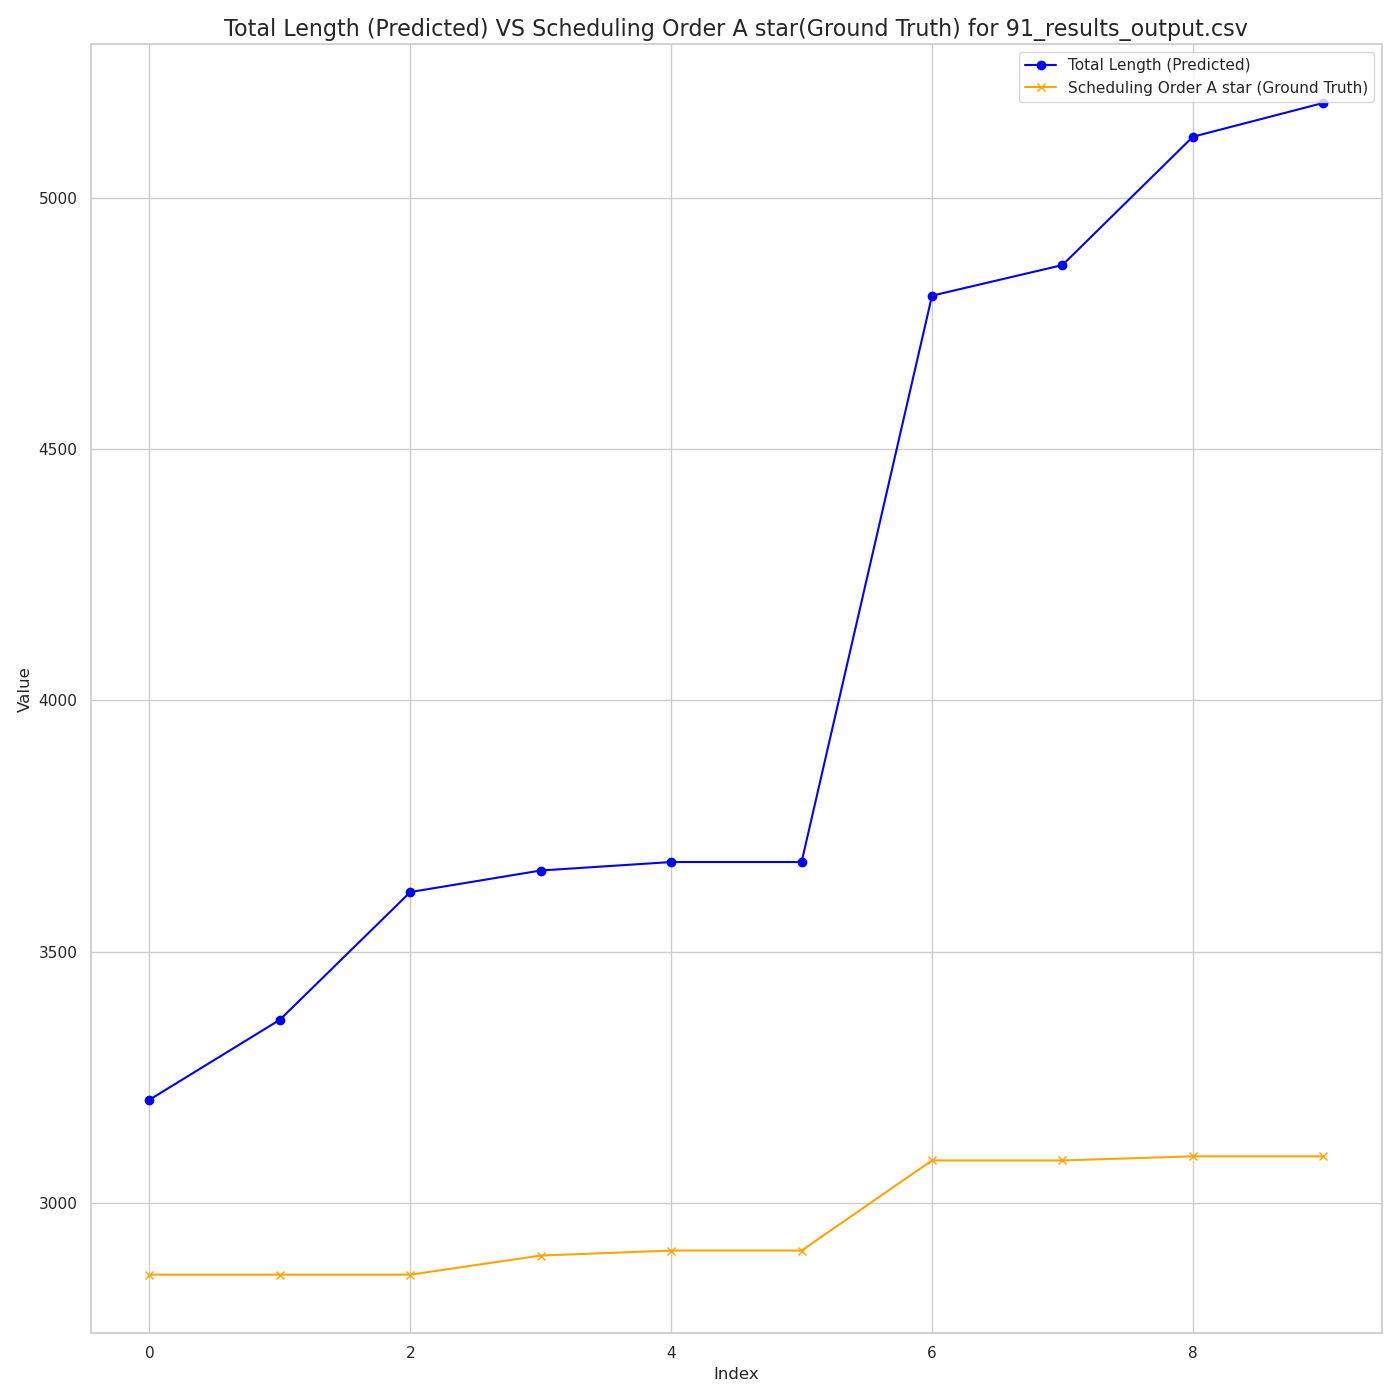 Total Length (Predicted) VS Scheduling Order A star(Ground Truth) for 91_results_output.csv
Total Length (Predicted)
Scheduling Order A star (Ground Truth)
5000
4500
4000
3500
3000
Value
0 2 4 6 8
Index